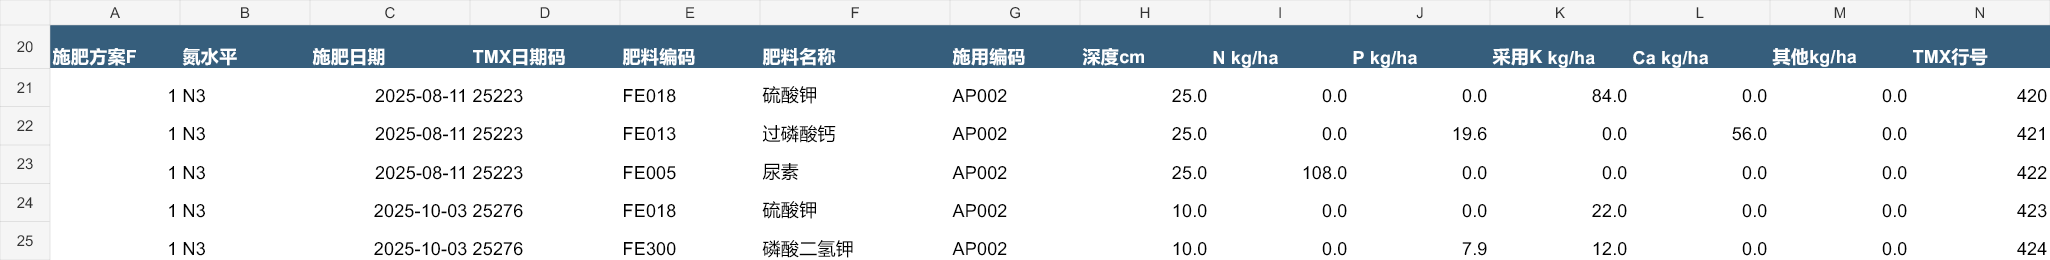 A B C D E F G H I J K L M N
20 施肥方案F 氮水平 施肥日期 TMX日期码 肥料编码 肥料名称 施用编码 深度cm N kg/ha P kg/ha 采用K kg/ha Ca kg/ha 其他kg/ha TMX行号
21 1 N3 2025-08-11 25223 FE018 硫酸钾 AP002 25.0 0.0 0.0 84.0 0.0 0.0 420
22 1 N3 2025-08-11 25223 FE013 过磷酸钙 AP002 25.0 0.0 19.6 0.0 56.0 0.0 421
23 1 N3 2025-08-11 25223 FE005 尿素 AP002 25.0 108.0 0.0 0.0 0.0 0.0 422
24 1 N3 2025-10-03 25276 FE018 硫酸钾 AP002 10.0 0.0 0.0 22.0 0.0 0.0 423
25 1 N3 2025-10-03 25276 FE300 磷酸二氢钾 AP002 10.0 0.0 7.9 12.0 0.0 0.0 424